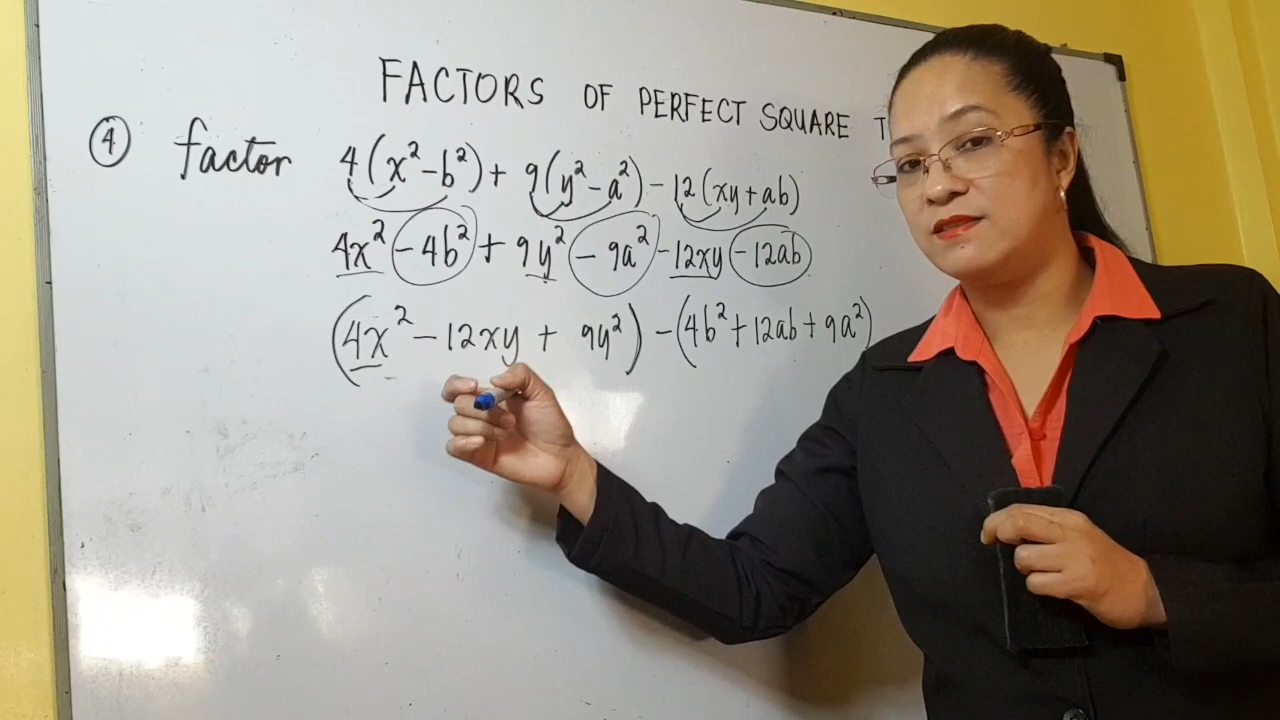 FACTORS OF PERFECT SQUARE T
④ factor 4(x²-b²)+ 9(y²-a²)-12(xy+ab)
4x²-4b²+ 9y²-9a²-12xy-12ab
(4x²-12xy+ 9y²)-(4b²+12ab+9a²)